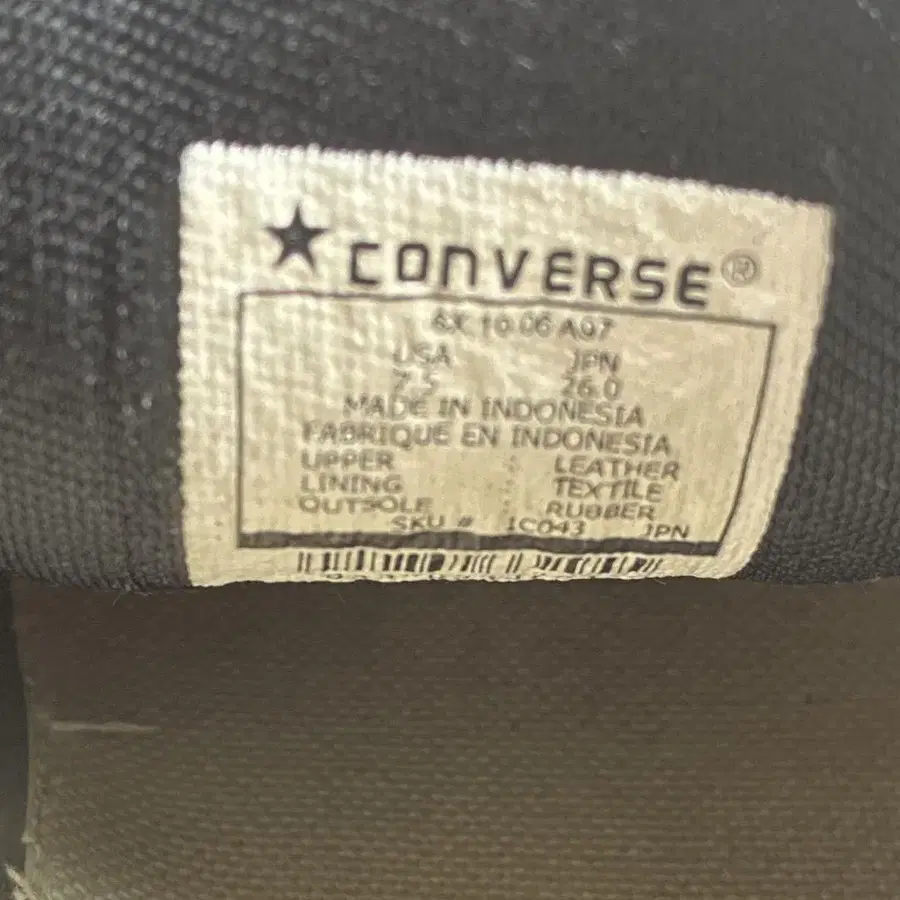 CONVERSE®
6X 10 06 A07
USA JPN
7.5 26.0
MADE IN INDONESIA
FABRIQUE EN INDONESIA
UPPER : LEATHER
LINING : TEXTILE
OUTSOLE : RUBBER
SKU # 1C043 JPN